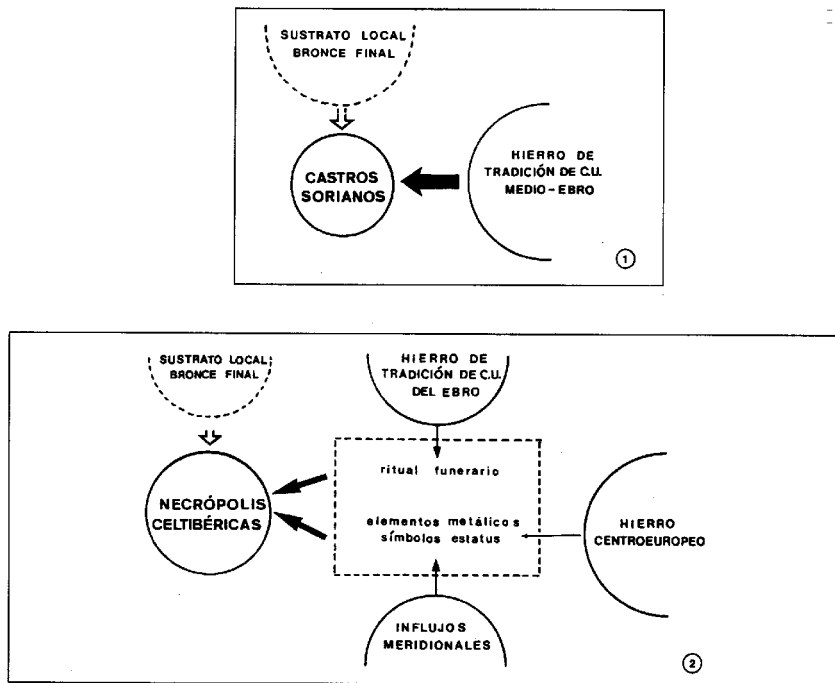 SUSTRATO LOCAL
BRONCE FINAL
CASTROS
SORIANOS
HIERRO DE
TRADICIÓN DE C.U.
MEDIO-EBRO
1
SUSTRATO LOCAL
BRONCE FINAL
HIERRO DE
TRADICIÓN DE C.U.
DEL EBRO
ritual funerario
NECRÓPOLIS
CELTIBÉRICAS
elementos metálicos
símbolos estatus
HIERRO
CENTROEUROPEO
INFLUJOS
MERIDIONALES
2